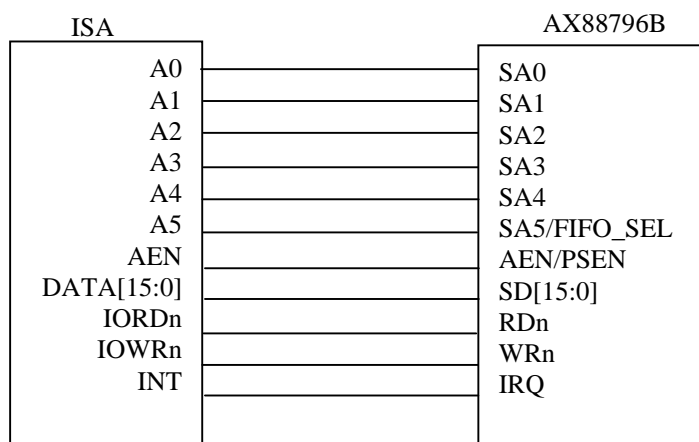 ISA
AX88796B
A0
SA0
A1
SA1
A2
SA2
A3
SA3
A4
SA4
A5
SA5/FIFO_SEL
AEN
AEN/PSEN
DATA[15:0]
SD[15:0]
IORDn
RDn
IOWRn
WRn
INT
IRQ